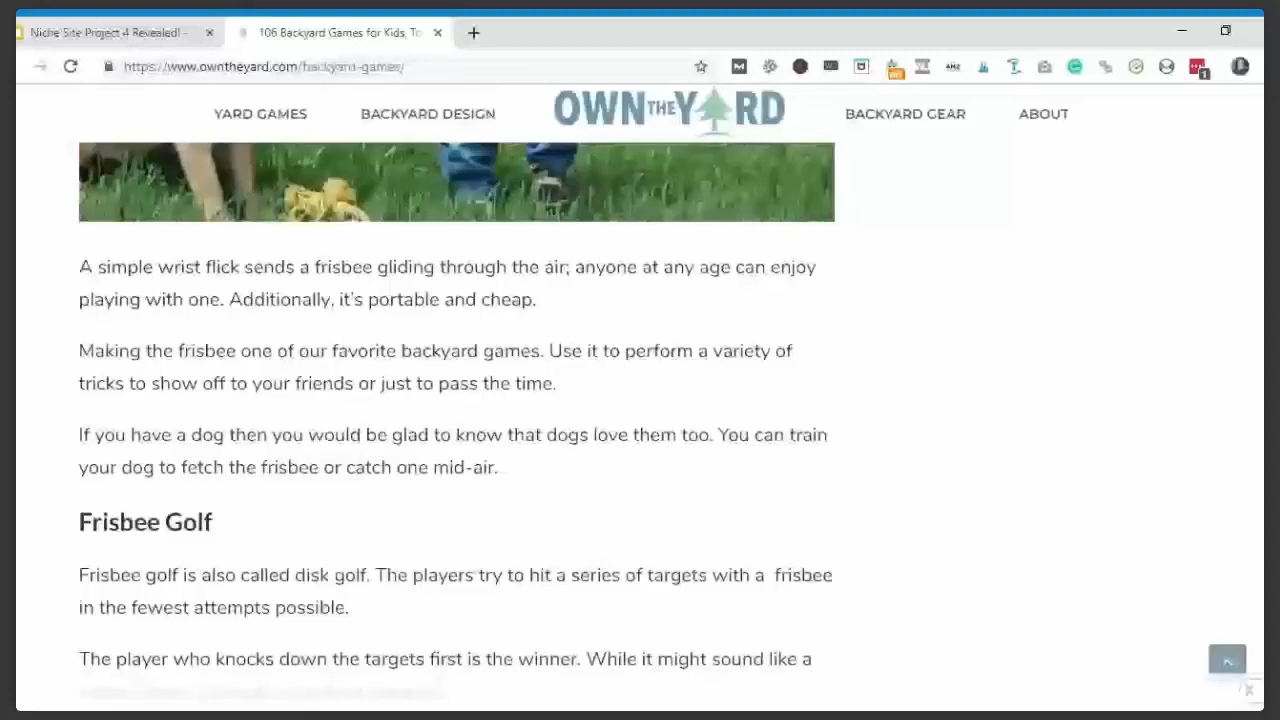 Niche Site Project 4 Revealed! -
106 Backyard Games for Kids, To
https://www.owntheyard.com/backyard-games/
YARD GAMES
BACKYARD DESIGN
OWN THE YARD
BACKYARD GEAR
ABOUT
A simple wrist flick sends a frisbee gliding through the air; anyone at any age can enjoy
playing with one. Additionally, it's portable and cheap.
Making the frisbee one of our favorite backyard games. Use it to perform a variety of
tricks to show off to your friends or just to pass the time.
If you have a dog then you would be glad to know that dogs love them too. You can train
your dog to fetch the frisbee or catch one mid-air.
Frisbee Golf
Frisbee golf is also called disk golf. The players try to hit a series of targets with a frisbee
in the fewest attempts possible.
The player who knocks down the targets first is the winner. While it might sound like a